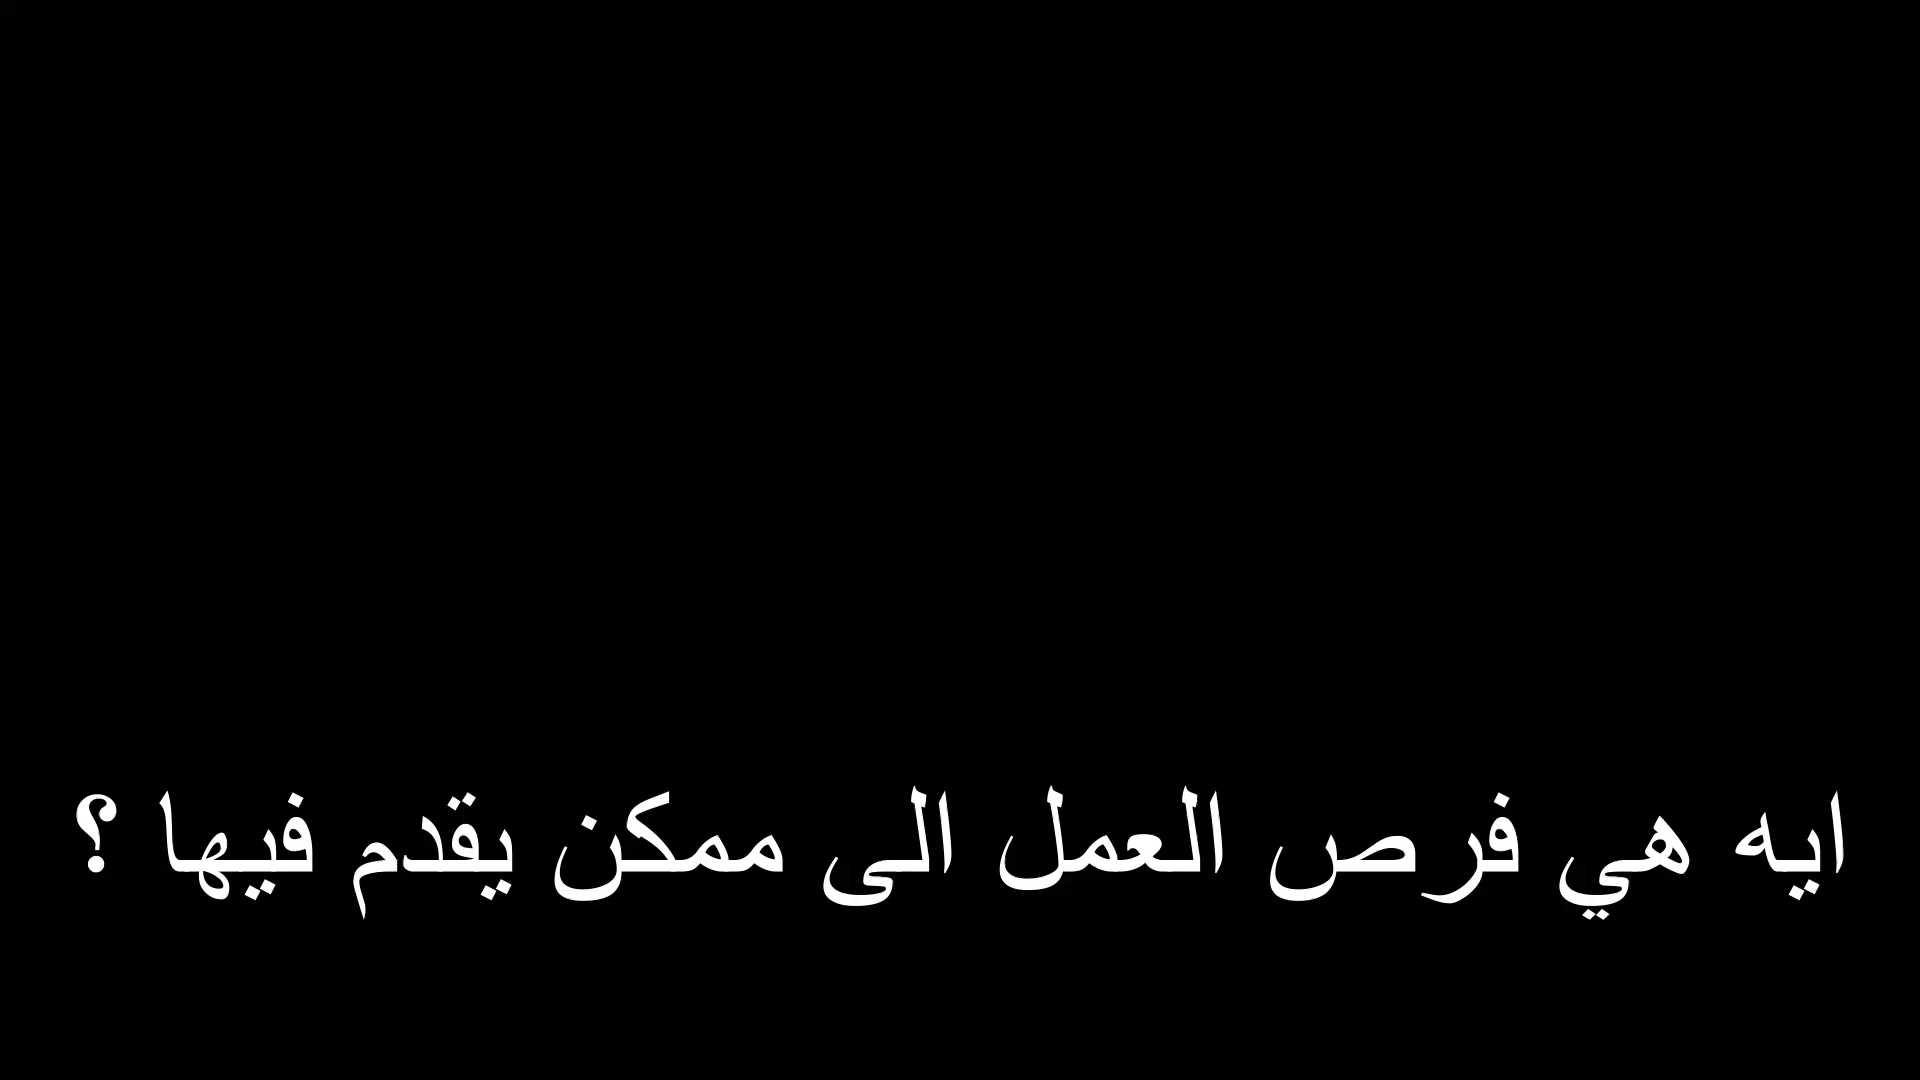 ايه هي فرص العمل الى ممكن يقدم فيها ؟